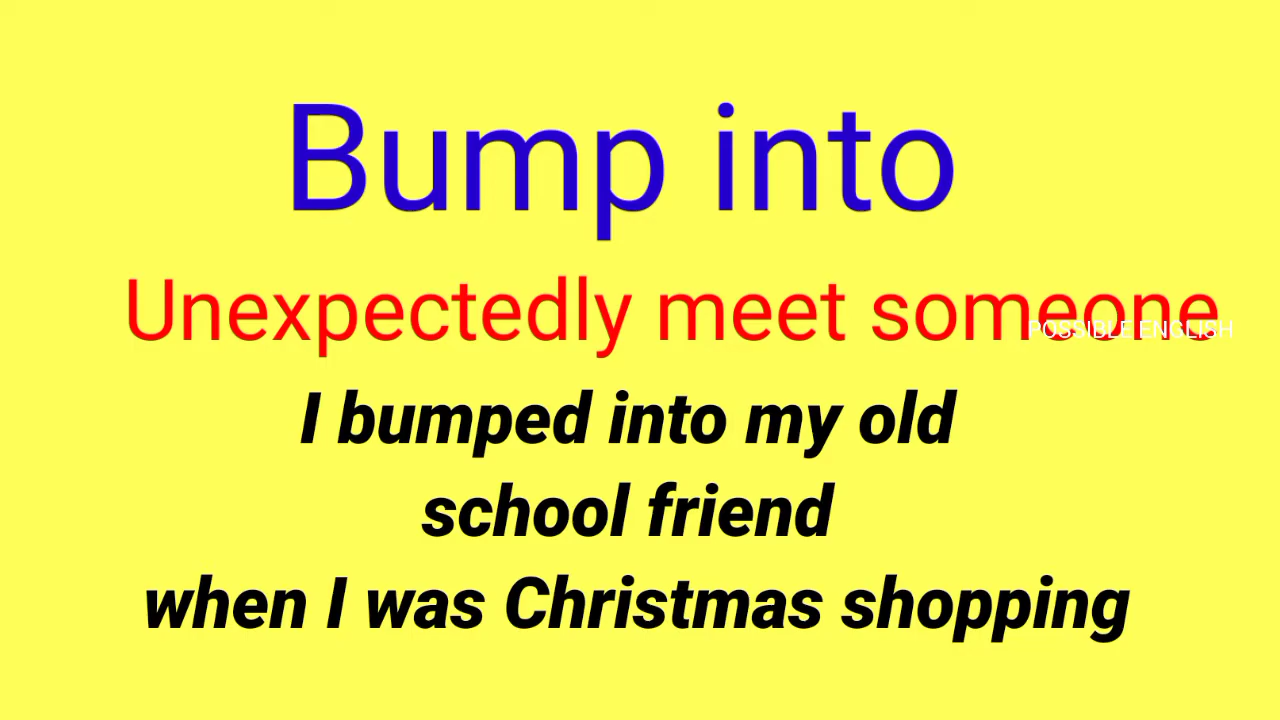 Bump into
Unexpectedly meet someone
POSSIBLE ENGLISH
I bumped into my old
school friend
when I was Christmas shopping